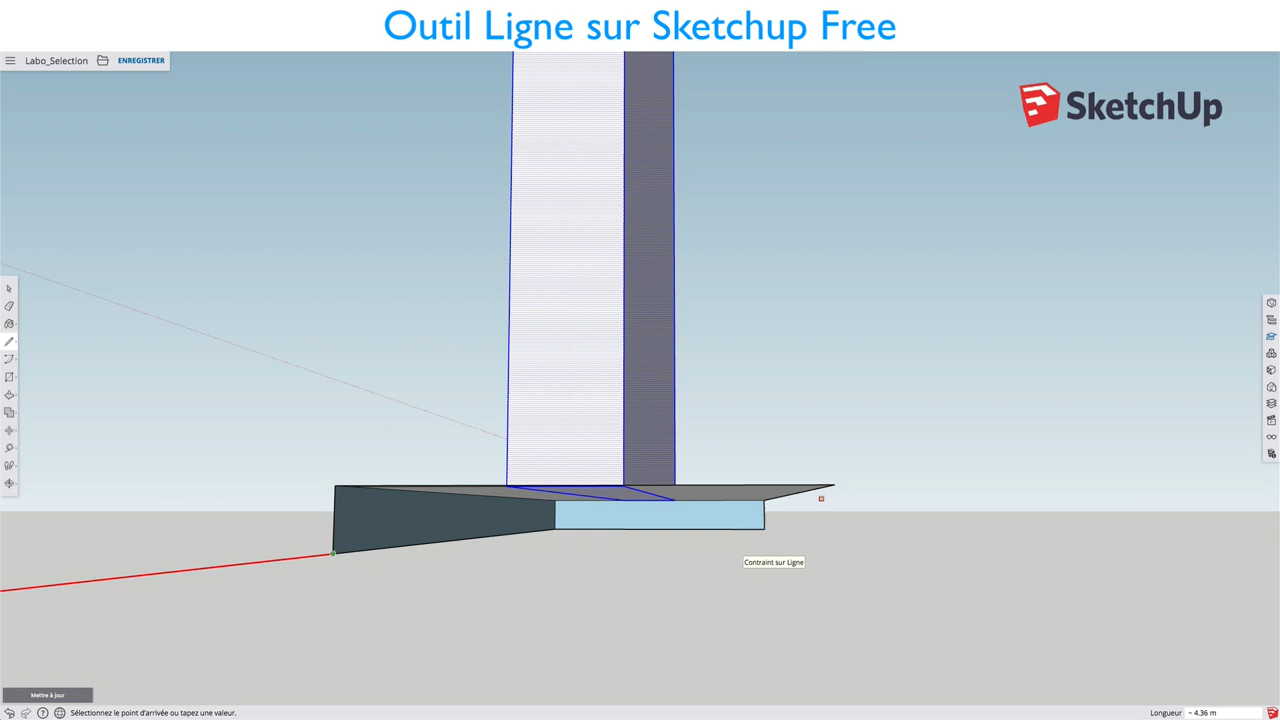 Outil Ligne sur Sketchup Free
Labo_Selection ENREGISTRER
SketchUp
Contraint sur Ligne
Mettre à jour
Sélectionnez le point d'arrivée ou tapez une valeur.
Longueur ~ 4.36 m